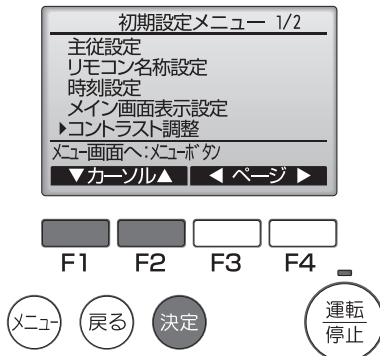 初期設定メニュー 1/2
主従設定
リモコン名称設定
時刻設定
メイン画面表示設定
▶コントラスト調整
メニュー画面へ:メニューボタン
▼カーソル▲ ◀ ページ ▶
F1 F2 F3 F4
メニュー 戻る 決定 運転
停止